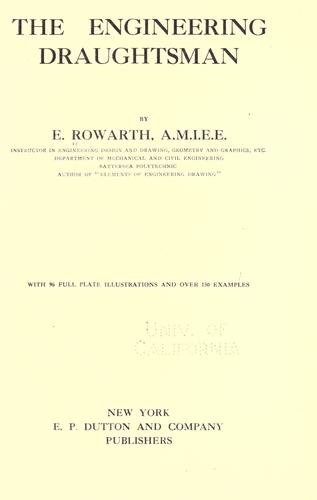 THE ENGINEERING
DRAUGHTSMAN
BY
E. ROWARTH, A.M.I.E.E.
INSTRUCTOR IN ENGINEERING DESIGN AND DRAWING, GEOMETRY AND GRAPHICS, ETC.
DEPARTMENT OF MECHANICAL AND CIVIL ENGINEERING
BATTERSEA POLYTECHNIC
AUTHOR OF "ELEMENTS OF ENGINEERING DRAWING"
WITH 96 FULL PLATE ILLUSTRATIONS AND OVER 150 EXAMPLES
UNIV. OF
CALIFORNIA
NEW YORK
E. P. DUTTON AND COMPANY
PUBLISHERS